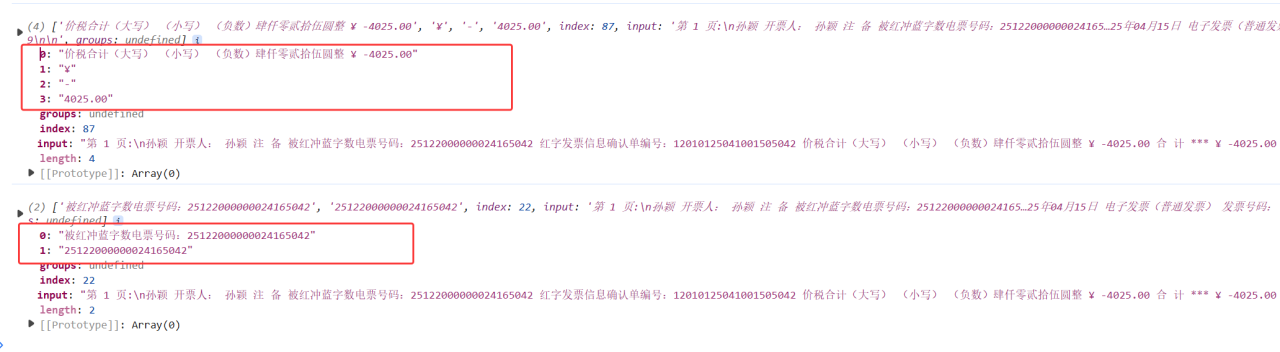 (4) ['价税合计（大写） （小写） （负数）肆仟零贰拾伍圆整 ¥ -4025.00', '¥', '-', '4025.00', index: 87, input: '第 1 页:\n孙颖 开票人： 孙颖 注 备 被红冲蓝字数电票号码：25122000000024165…25年04月15日 电子发票（普通发票
9\n\n', groups: undefined]
0: "价税合计（大写） （小写） （负数）肆仟零贰拾伍圆整 ¥ -4025.00"
1: "¥"
2: "-"
3: "4025.00"
groups: undefined
index: 87
input: "第 1 页:\n孙颖 开票人： 孙颖 注 备 被红冲蓝字数电票号码：25122000000024165042 红字发票信息确认单编号：12010125041001505042 价税合计（大写） （小写） （负数）肆仟零贰拾伍圆整 ¥ -4025.00 合 计 *** ¥ -4025.00
length: 4
[[Prototype]]: Array(0)
(2) ['被红冲蓝字数电票号码：25122000000024165042', '25122000000024165042', index: 22, input: '第 1 页:\n孙颖 开票人： 孙颖 注 备 被红冲蓝字数电票号码：25122000000024165…25年04月15日 电子发票（普通发票） 发票号码：
s: undefined]
0: "被红冲蓝字数电票号码：25122000000024165042"
1: "25122000000024165042"
groups: undefined
index: 22
input: "第 1 页:\n孙颖 开票人： 孙颖 注 备 被红冲蓝字数电票号码：25122000000024165042 红字发票信息确认单编号：12010125041001505042 价税合计（大写） （小写） （负数）肆仟零贰拾伍圆整 ¥ -4025.00 合 计 *** ¥ -4025.00
length: 2
[[Prototype]]: Array(0)